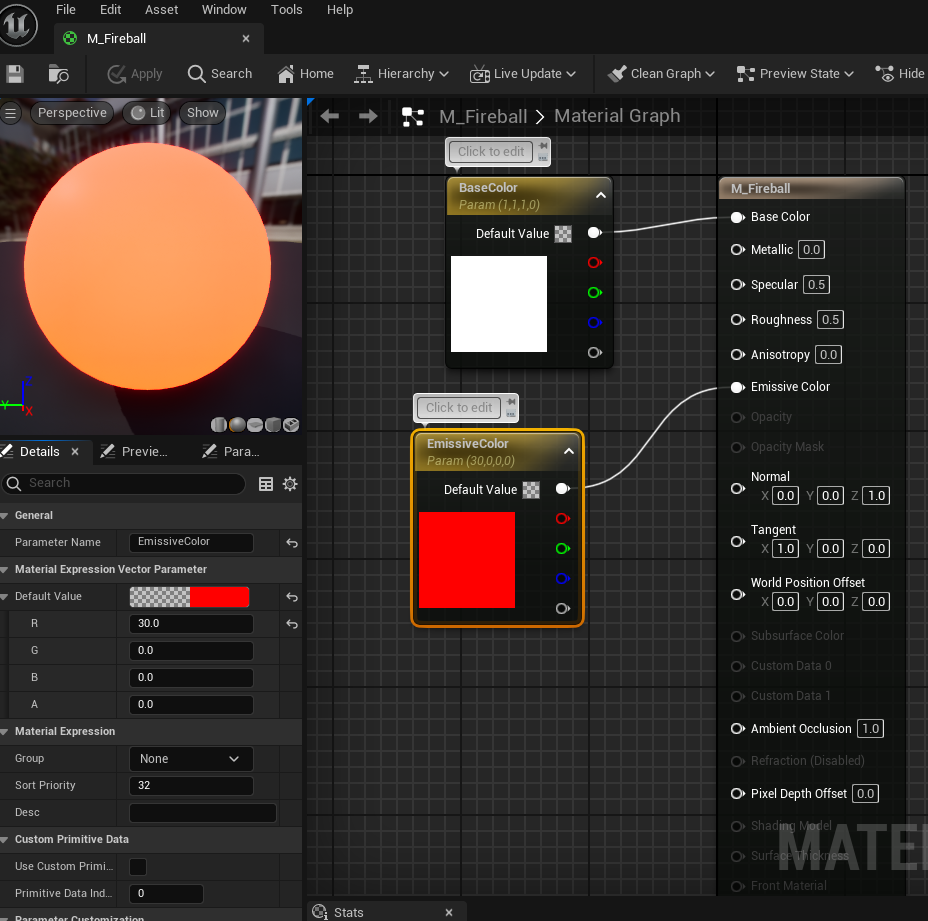 File Edit Asset Window Tools Help
M_Fireball ×
Apply Search Home Hierarchy Live Update Clean Graph Preview State Hide
Perspective Lit Show
Z
Y
X
Details × Previe... Para...
Search
General
Parameter Name EmissiveColor
Material Expression Vector Parameter
Default Value
R 30.0
G 0.0
B 0.0
A 0.0
Material Expression
Group None
Sort Priority 32
Desc
Custom Primitive Data
Use Custom Primi...
Primitive Data Ind... 0
Parameter Customization
M_Fireball > Material Graph
Click to edit
BaseColor
Param (1,1,1,0)
Default Value
Click to edit
EmissiveColor
Param (30,0,0,0)
Default Value
M_Fireball
Base Color
Metallic 0.0
Specular 0.5
Roughness 0.5
Anisotropy 0.0
Emissive Color
Opacity
Opacity Mask
Normal
X 0.0 Y 0.0 Z 1.0
Tangent
X 1.0 Y 0.0 Z 0.0
World Position Offset
X 0.0 Y 0.0 Z 0.0
Subsurface Color
Custom Data 0
Custom Data 1
Ambient Occlusion 1.0
Refraction (Disabled)
Pixel Depth Offset 0.0
Shading Model
Surface Thickness
Front Material
MATE
Stats ×